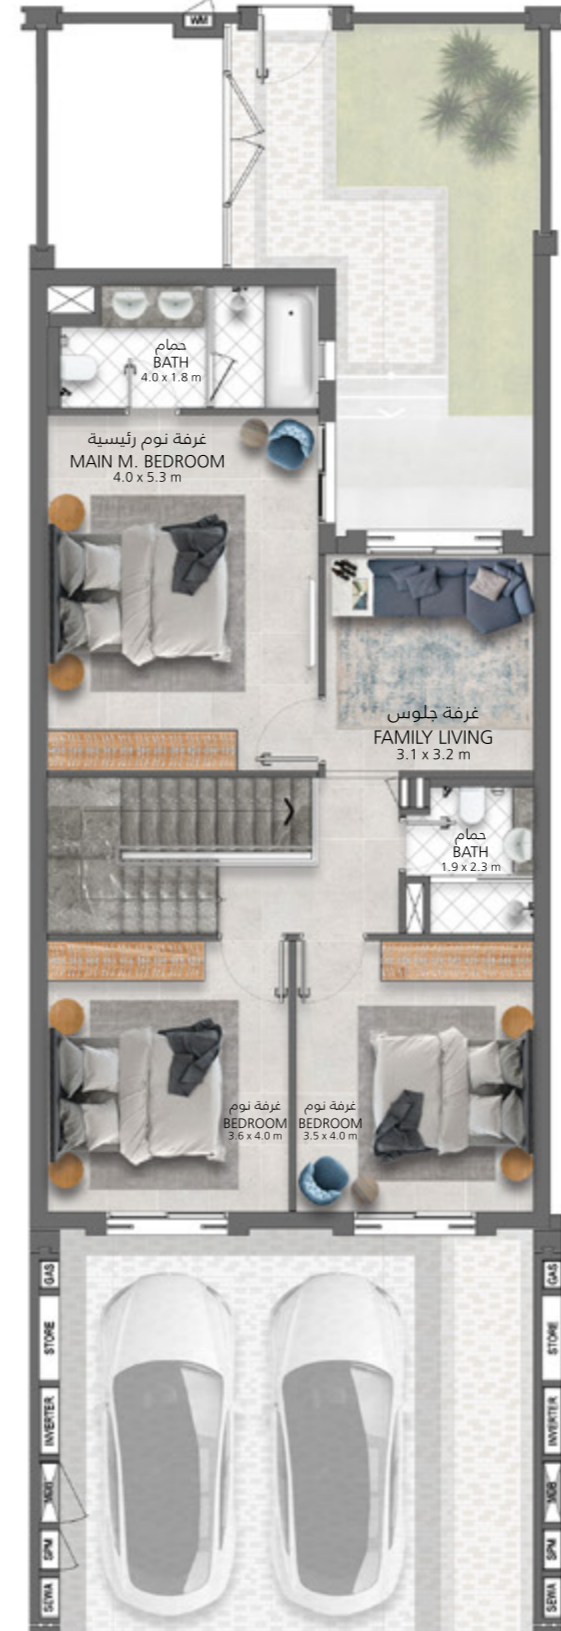 WM
حمام
BATH
4.0 x 1.8 m
غرفة نوم رئيسية
MAIN M. BEDROOM
4.0 x 5.3 m
غرفة جلوس
FAMILY LIVING
3.1 x 3.2 m
حمام
BATH
1.9 x 2.3 m
غرفة نوم
BEDROOM
3.6 x 4.0 m
غرفة نوم
BEDROOM
3.5 x 4.0 m
GAS
STORE
INVERTER
MDB
SPM
SEWA
GAS
STORE
INVERTER
MDB
SPM
SEWA